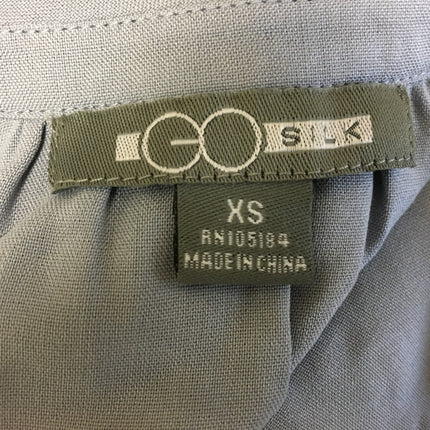 GO SILK
XS
RN105184
MADE IN CHINA